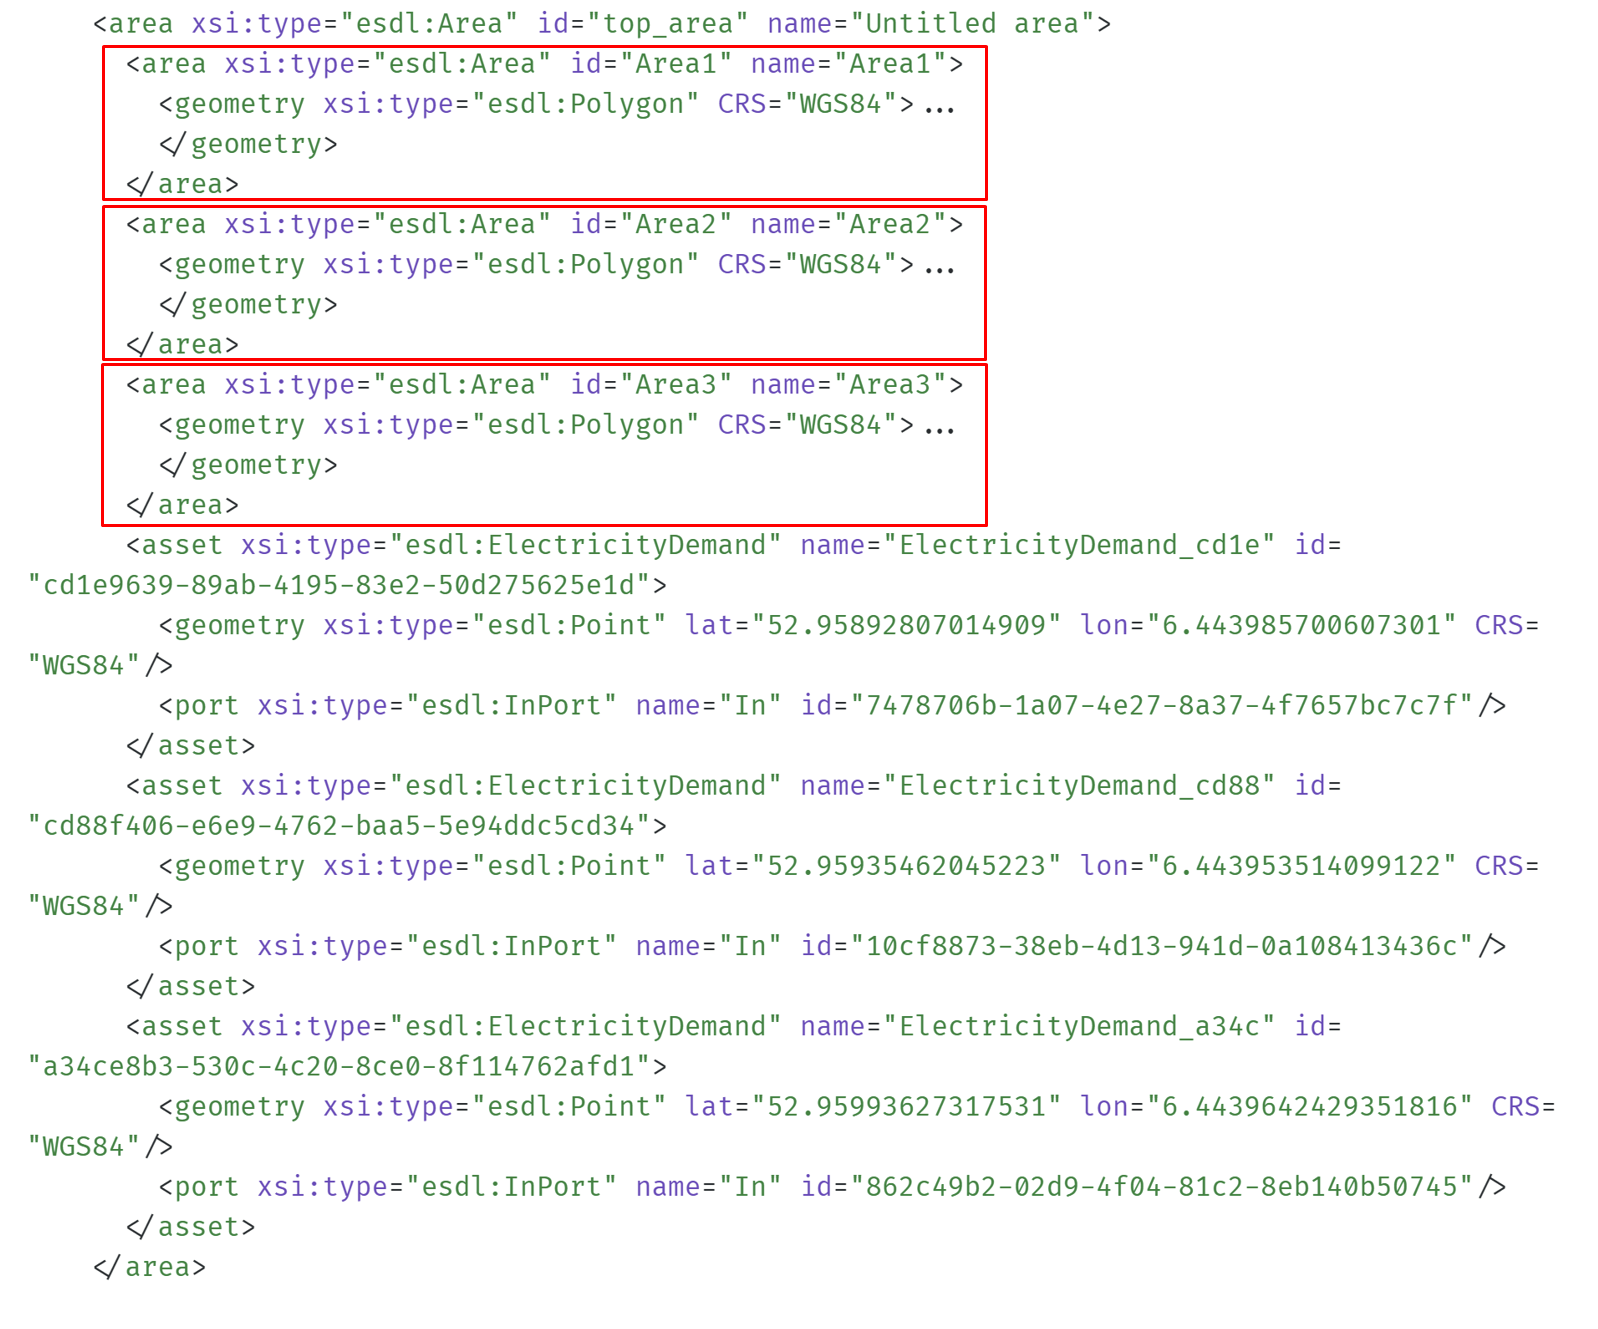 <area xsi:type="esdl:Area" id="top_area" name="Untitled area">
<area xsi:type="esdl:Area" id="Area1" name="Area1">
<geometry xsi:type="esdl:Polygon" CRS="WGS84">...
</geometry>
</area>
<area xsi:type="esdl:Area" id="Area2" name="Area2">
<geometry xsi:type="esdl:Polygon" CRS="WGS84">...
</geometry>
</area>
<area xsi:type="esdl:Area" id="Area3" name="Area3">
<geometry xsi:type="esdl:Polygon" CRS="WGS84">...
</geometry>
</area>
<asset xsi:type="esdl:ElectricityDemand" name="ElectricityDemand_cd1e" id=
"cd1e9639-89ab-4195-83e2-50d275625e1d">
<geometry xsi:type="esdl:Point" lat="52.95892807014909" lon="6.443985700607301" CRS=
"WGS84"/>
<port xsi:type="esdl:InPort" name="In" id="7478706b-1a07-4e27-8a37-4f7657bc7c7f"/>
</asset>
<asset xsi:type="esdl:ElectricityDemand" name="ElectricityDemand_cd88" id=
"cd88f406-e6e9-4762-baa5-5e94ddc5cd34">
<geometry xsi:type="esdl:Point" lat="52.95935462045223" lon="6.443953514099122" CRS=
"WGS84"/>
<port xsi:type="esdl:InPort" name="In" id="10cf8873-38eb-4d13-941d-0a108413436c"/>
</asset>
<asset xsi:type="esdl:ElectricityDemand" name="ElectricityDemand_a34c" id=
"a34ce8b3-530c-4c20-8ce0-8f114762afd1">
<geometry xsi:type="esdl:Point" lat="52.95993627317531" lon="6.4439642429351816" CRS=
"WGS84"/>
<port xsi:type="esdl:InPort" name="In" id="862c49b2-02d9-4f04-81c2-8eb140b50745"/>
</asset>
</area>